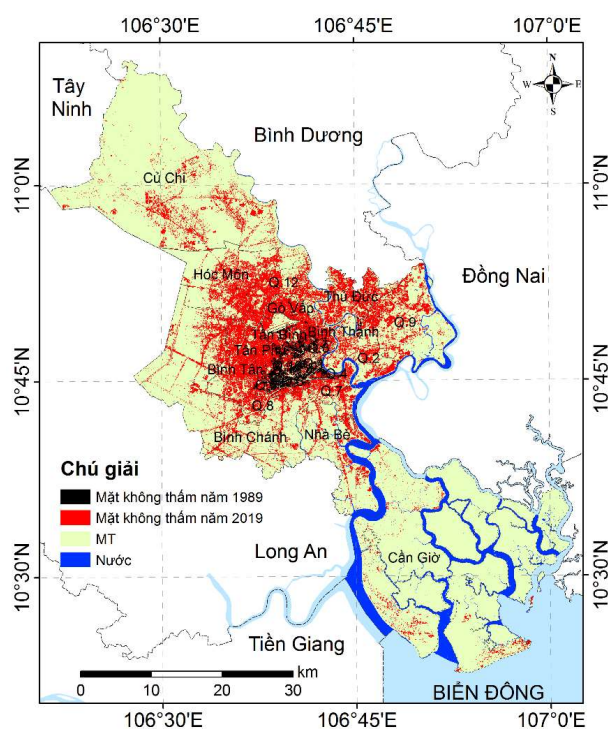 106°30'E 106°45'E 107°0'E
N
W E
S
Tây
Ninh
Bình Dương
11°0'N
11°0'N
Củ Chi
Hóc Môn
Q.12
Thủ Đức
Đồng Nai
Gò Vấp
Q.9
Tân Bình
Bình Thạnh
Tân Phú
Q.2
Bình Tân
10°45'N
10°45'N
Q.7
Q.8
Bình Chánh
Nhà Bè
Chú giải
Mặt không thấm năm 1989
Mặt không thấm năm 2019
MT
Nước
Long An
Cần Giờ
10°30'N
10°30'N
Tiền Giang
km
0 10 20 30
BIỂN ĐÔNG
106°30'E 106°45'E 107°0'E